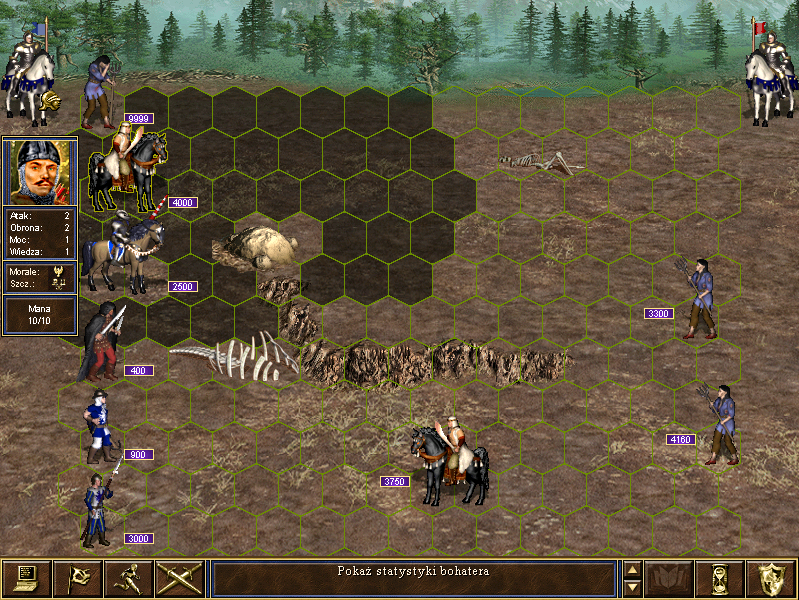 9999
4000
Atak: 2
Obrona: 2
Moc: 1
Wiedza: 1
Morale:
Szcz.:
Mana
10/10
2500
3300
400
4160
900
3750
3000
Pokaż statystyki bohatera